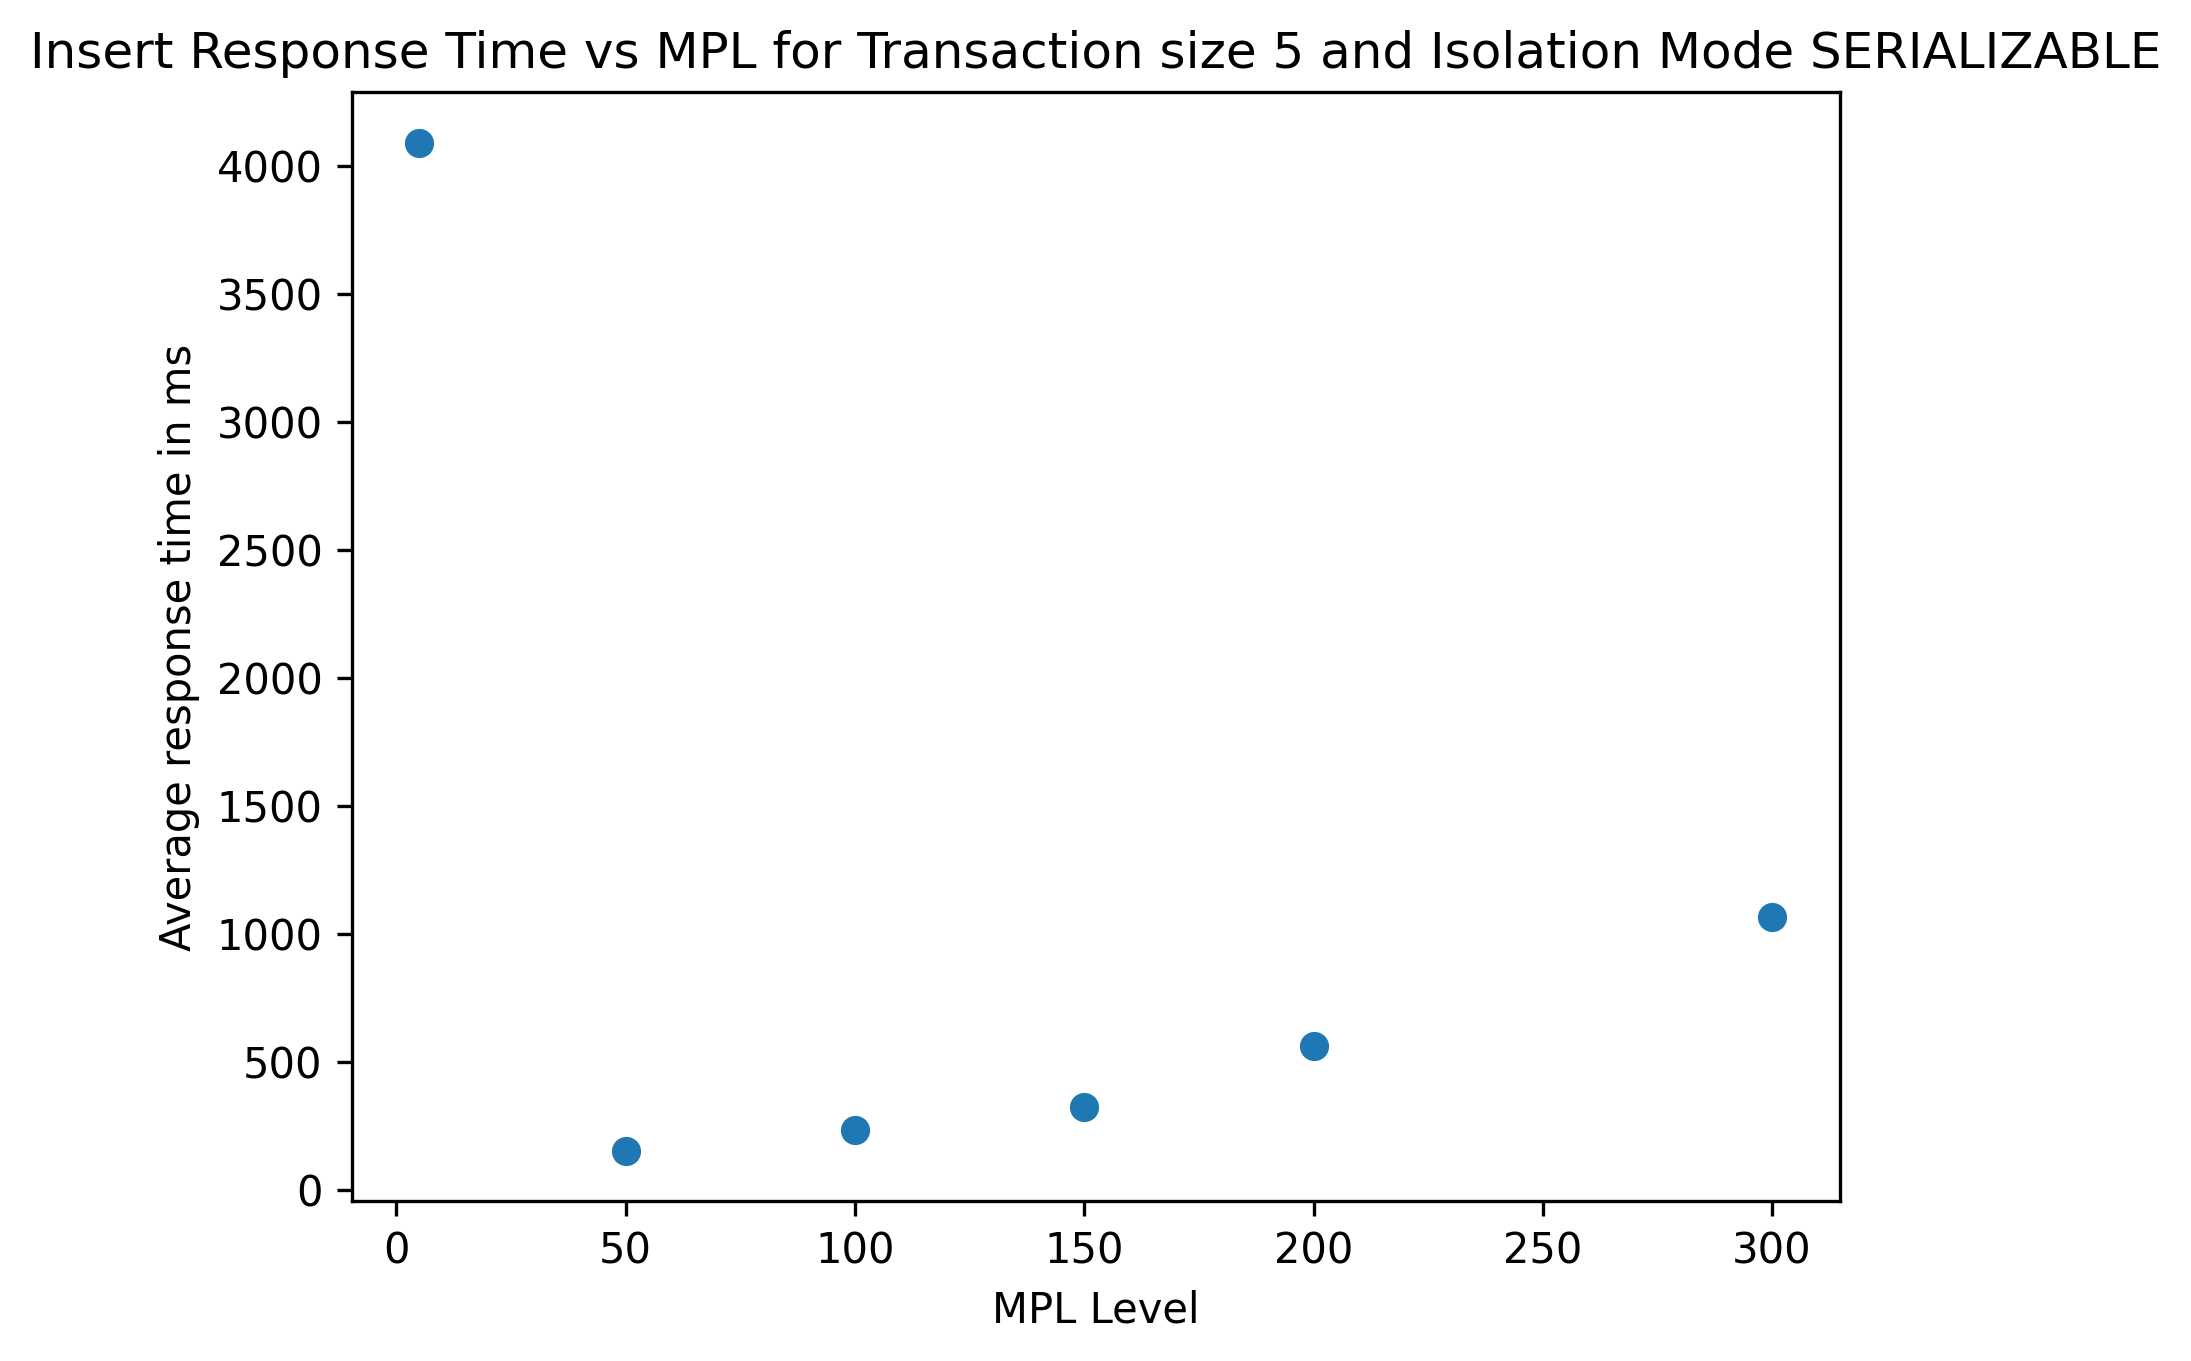 Insert Response Time vs MPL for Transaction size 5 and Isolation Mode SERIALIZABLE
Average response time in ms
4000
3500
3000
2500
2000
1500
1000
500
0
0 50 100 150 200 250 300
MPL Level